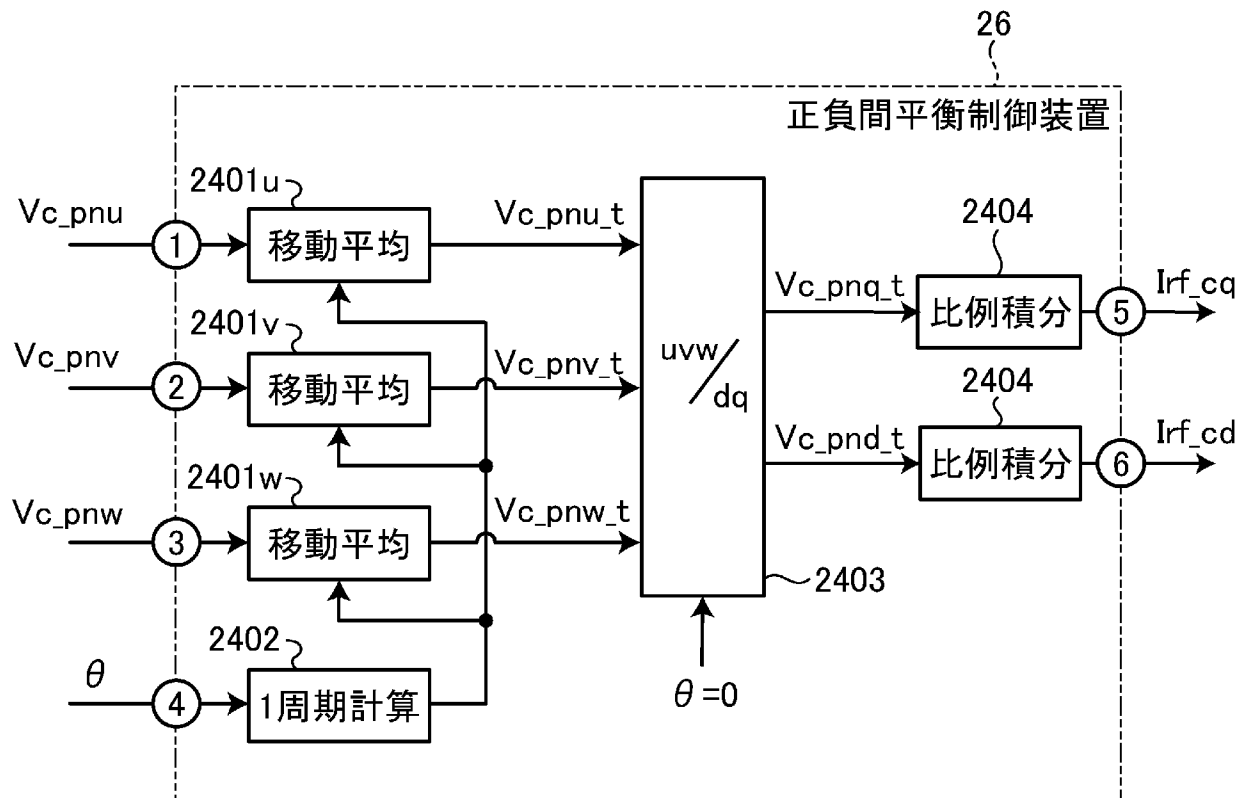 26
正負間平衡制御装置
2401u
Vc_pnu
①
移動平均
Vc_pnu_t
2401v
Vc_pnv
②
移動平均
Vc_pnv_t
2401w
Vc_pnw
③
移動平均
Vc_pnw_t
2402
θ
④
1周期計算
uvw/dq
2403
θ=0
Vc_pnq_t
2404
比例積分
⑤
Irf_cq
Vc_pnd_t
2404
比例積分
⑥
Irf_cd